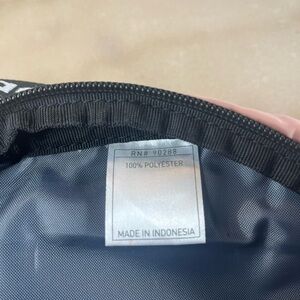 RN# 90288
100% POLYESTER
MADE IN INDONESIA